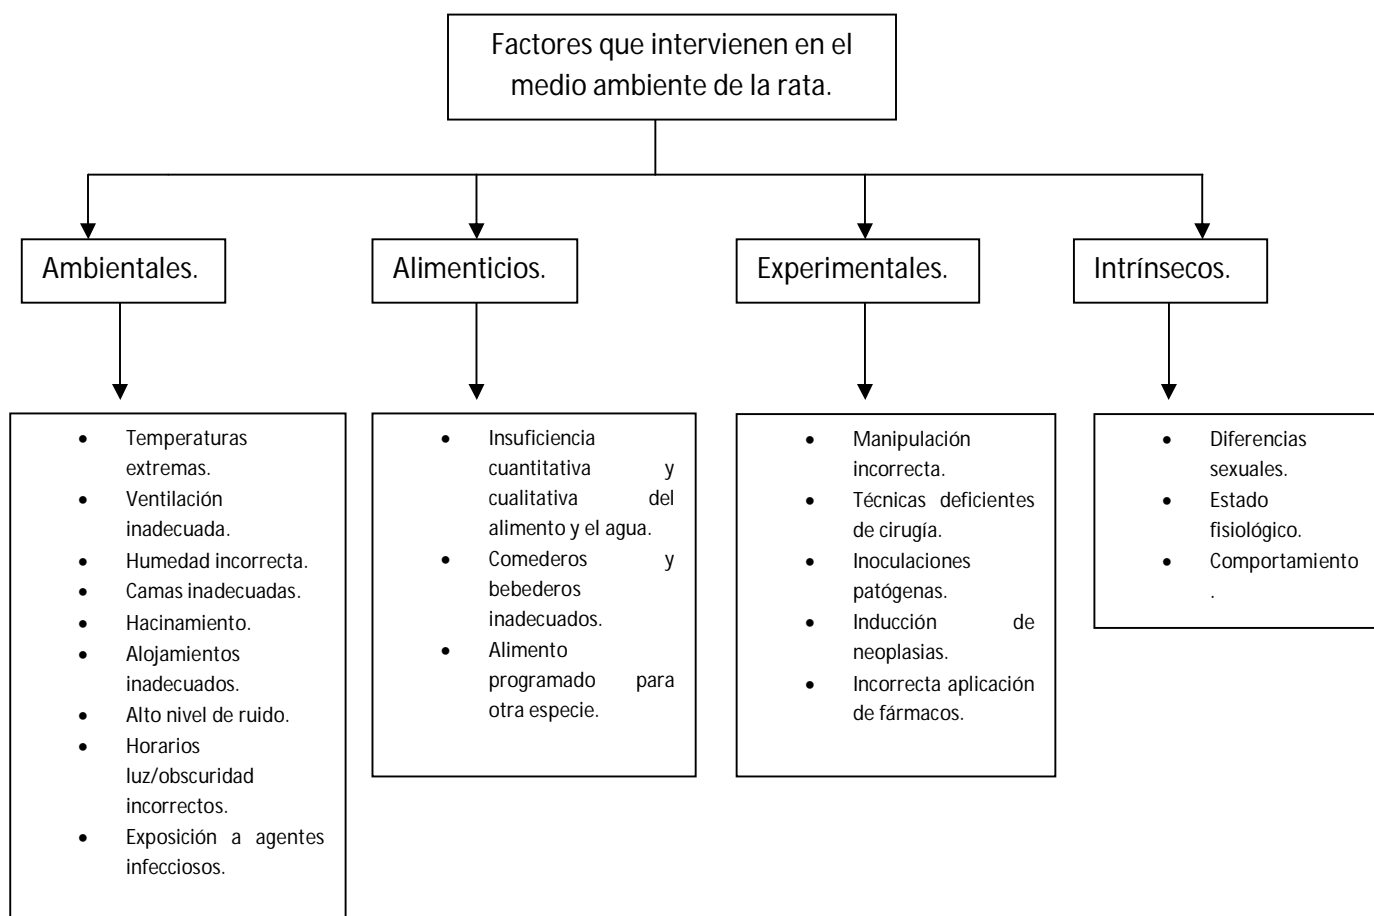 Factores que intervienen en el
medio ambiente de la rata.
Ambientales.
Alimenticios.
Experimentales.
Intrínsecos.
• Temperaturas
extremas.
• Ventilación
inadecuada.
• Humedad incorrecta.
• Camas inadecuadas.
• Hacinamiento.
• Alojamientos
inadecuados.
• Alto nivel de ruido.
• Horarios
luz/obscuridad
incorrectos.
• Exposición a agentes
infecciosos.
• Insuficiencia
cuantitativa y
cualitativa del
alimento y el agua.
• Comederos y
bebederos
inadecuados.
• Alimento
programado para
otra especie.
• Manipulación
incorrecta.
• Técnicas deficientes
de cirugía.
• Inoculaciones
patógenas.
• Inducción de
neoplasias.
• Incorrecta aplicación
de fármacos.
• Diferencias
sexuales.
• Estado
fisiológico.
• Comportamiento
.